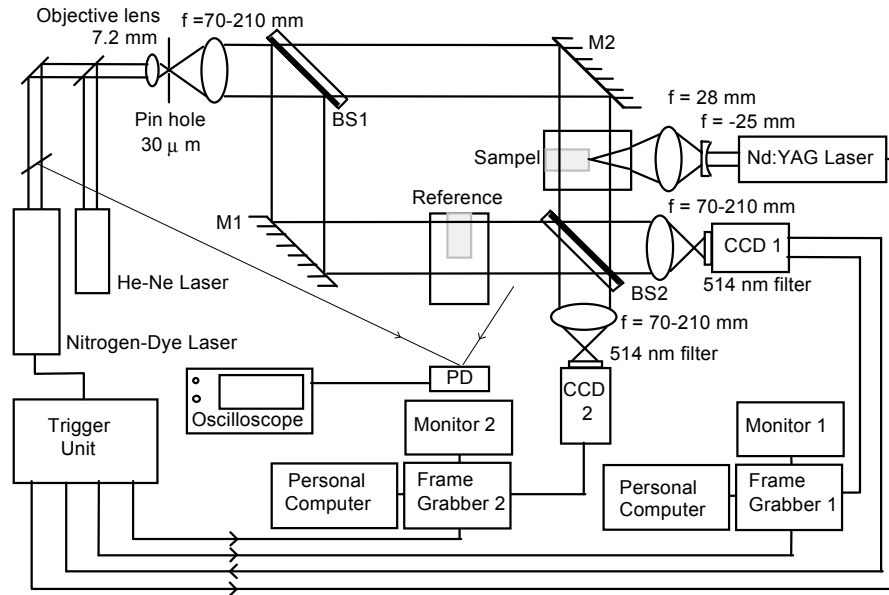 Objective lens
7.2 mm
f =70-210 mm
M2
Pin hole
30 μ m
BS1
f = 28 mm
f = -25 mm
Sampel
Nd:YAG Laser
Reference
M1
f = 70-210 mm
CCD 1
He-Ne Laser
BS2
514 nm filter
f = 70-210 mm
Nitrogen-Dye Laser
514 nm filter
PD
CCD
2
Oscilloscope
Trigger
Unit
Monitor 2
Monitor 1
Personal
Computer
Frame
Grabber 2
Personal
Computer
Frame
Grabber 1